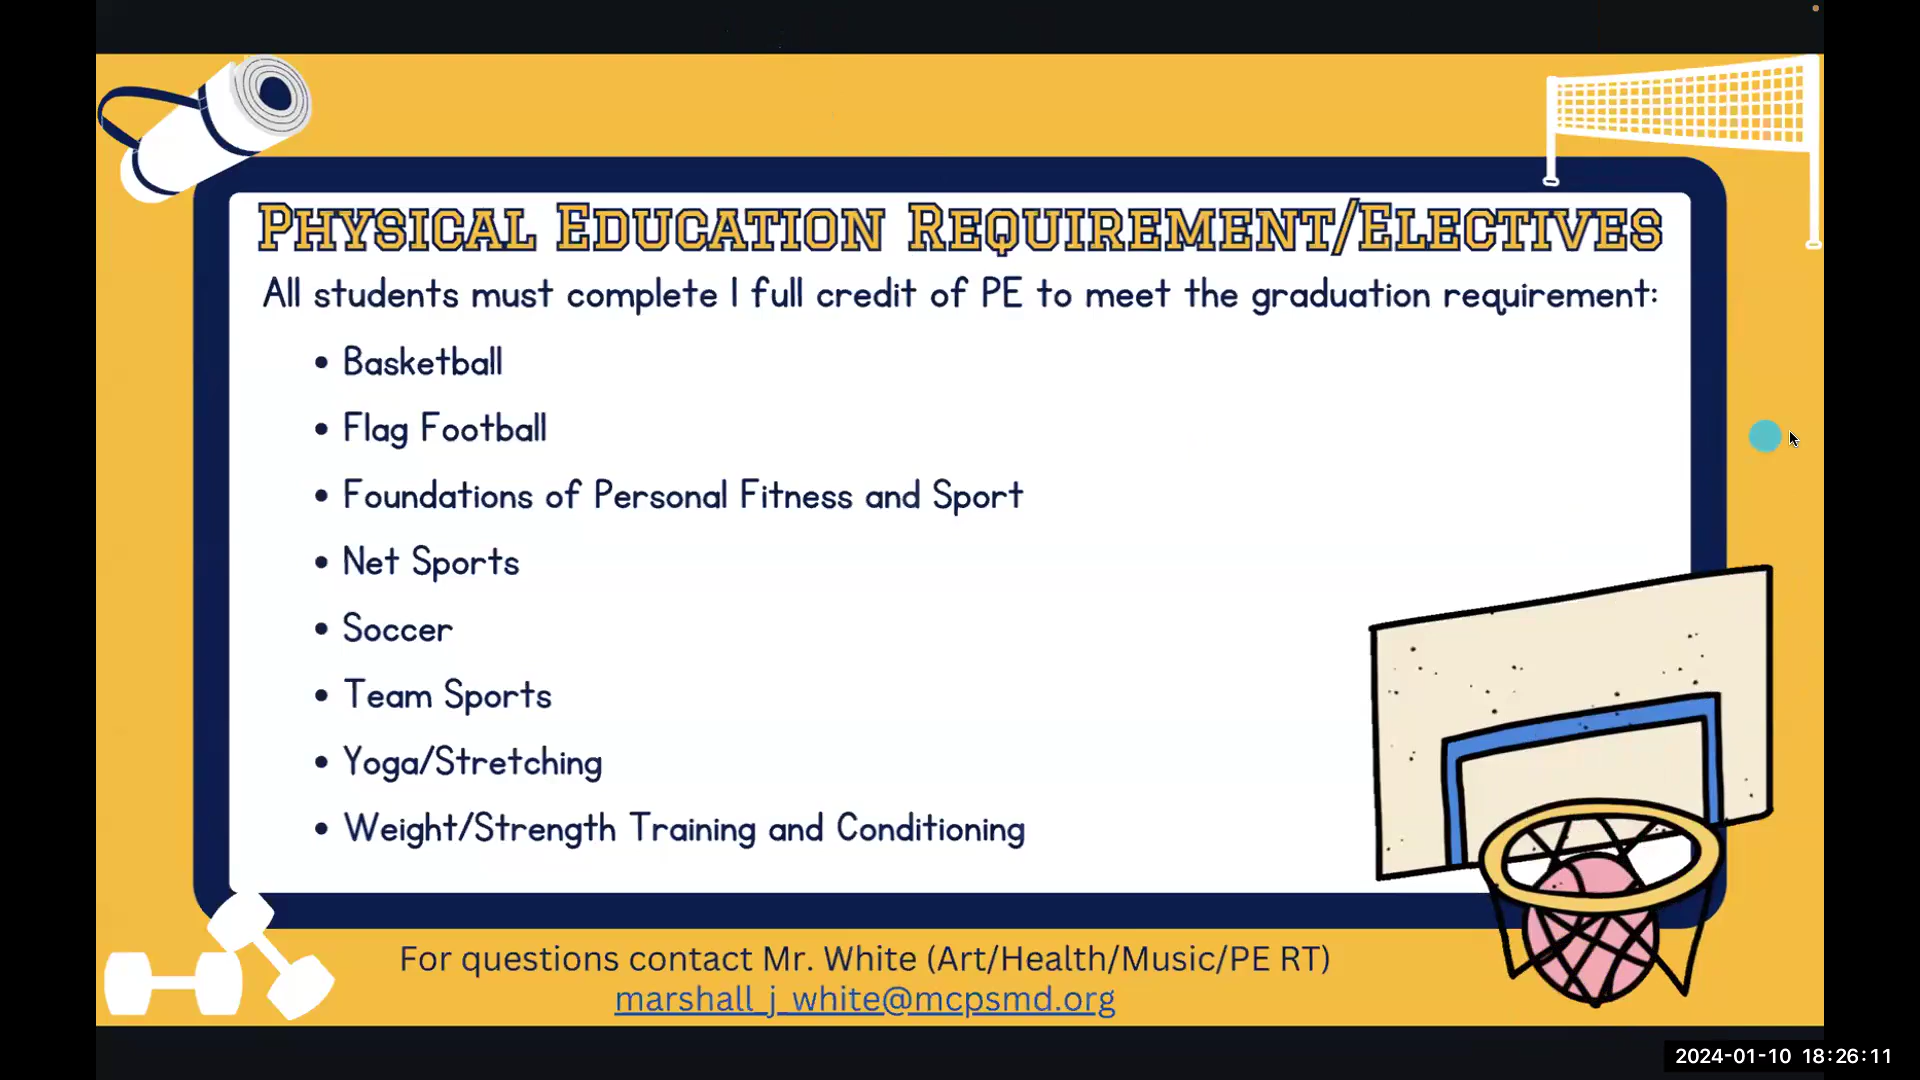 Physical Education Requirement/Electives
All students must complete 1 full credit of PE to meet the graduation requirement:
• Basketball
• Flag Football
• Foundations of Personal Fitness and Sport
• Net Sports
• Soccer
• Team Sports
• Yoga/Stretching
• Weight/Strength Training and Conditioning
For questions contact Mr. White (Art/Health/Music/PE RT)
marshall_j_white@mcpsmd.org
2024-01-10 18:26:11